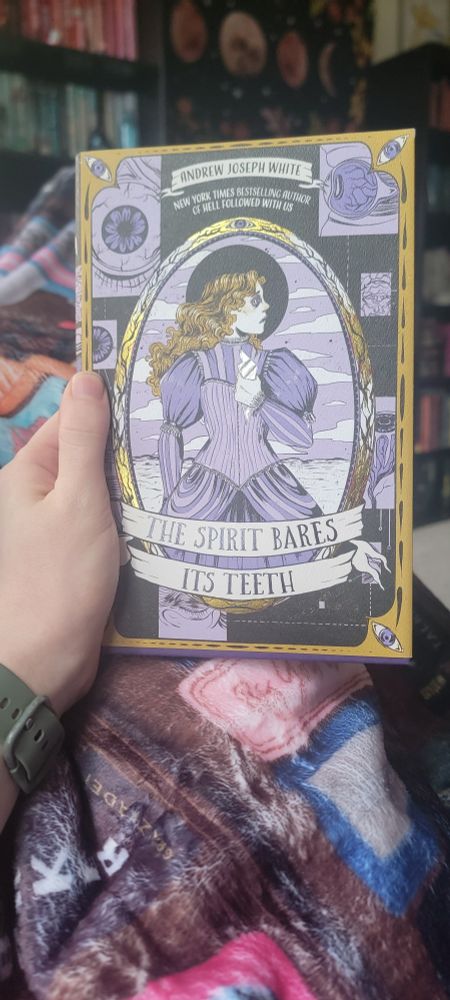 ANDREW JOSEPH WHITE
NEW YORK TIMES BESTSELLING AUTHOR
OF HELL FOLLOWED WITH US
THE SPIRIT BARES
ITS TEETH